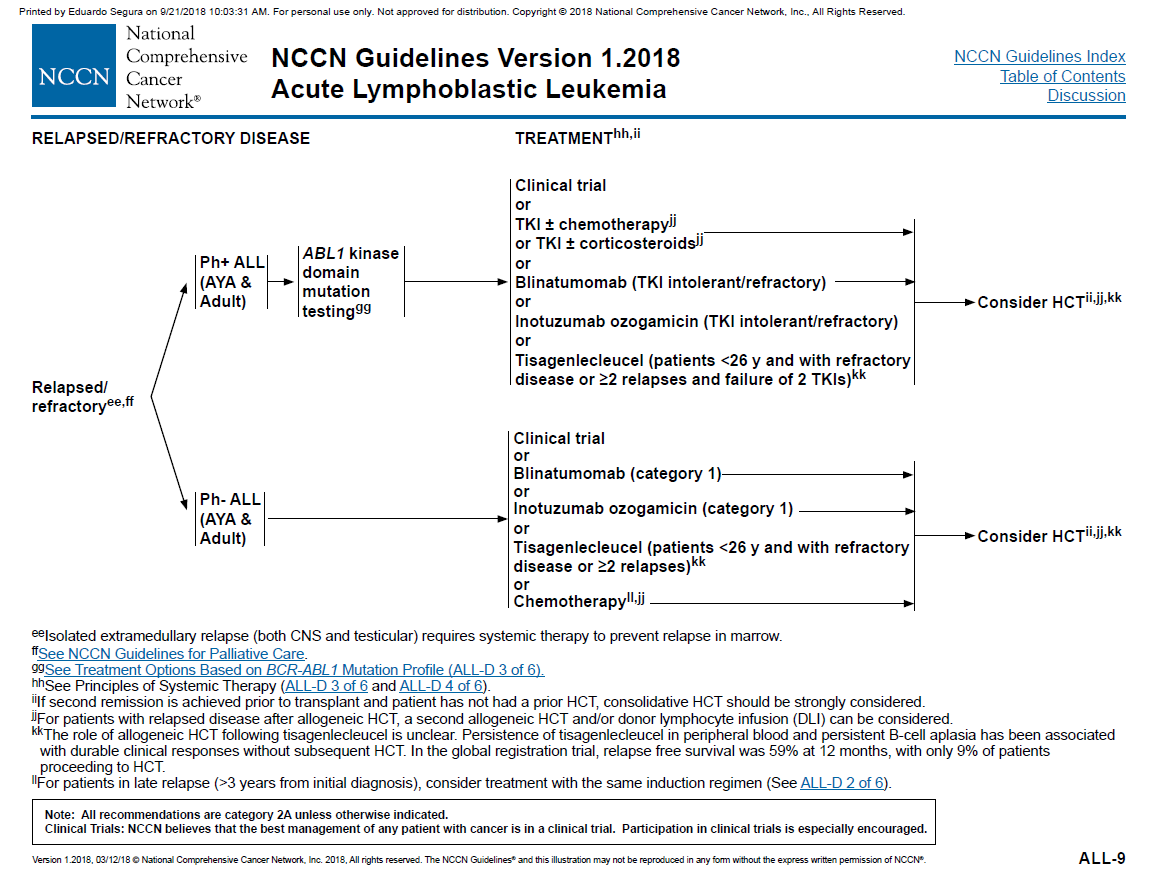 Printed by Eduardo Segura on 9/21/2018 10:03:31 AM. For personal use only. Not approved for distribution. Copyright © 2018 National Comprehensive Cancer Network, Inc., All Rights Reserved.
NCCN
National
Comprehensive
Cancer
Network®
NCCN Guidelines Version 1.2018
Acute Lymphoblastic Leukemia
NCCN Guidelines Index
Table of Contents
Discussion
RELAPSED/REFRACTORY DISEASE
TREATMENThh,ii
Relapsed/
refractoryee,ff
Ph+ ALL
(AYA &
Adult)
ABL1 kinase
domain
mutation
testinggg
Clinical trial
or
TKI ± chemotherapyjj
or TKI ± corticosteroidsjj
or
Blinatumomab (TKI intolerant/refractory)
or
Inotuzumab ozogamicin (TKI intolerant/refractory)
or
Tisagenlecleucel (patients <26 y and with refractory
disease or ≥2 relapses and failure of 2 TKIs)kk
Consider HCTii,jj,kk
Ph- ALL
(AYA &
Adult)
Clinical trial
or
Blinatumomab (category 1)
or
Inotuzumab ozogamicin (category 1)
or
Tisagenlecleucel (patients <26 y and with refractory
disease or ≥2 relapses)kk
or
Chemotherapyll,jj
Consider HCTii,jj,kk
eeIsolated extramedullary relapse (both CNS and testicular) requires systemic therapy to prevent relapse in marrow.
ffSee NCCN Guidelines for Palliative Care.
ggSee Treatment Options Based on BCR-ABL1 Mutation Profile (ALL-D 3 of 6).
hhSee Principles of Systemic Therapy (ALL-D 3 of 6 and ALL-D 4 of 6).
iiIf second remission is achieved prior to transplant and patient has not had a prior HCT, consolidative HCT should be strongly considered.
jjFor patients with relapsed disease after allogeneic HCT, a second allogeneic HCT and/or donor lymphocyte infusion (DLI) can be considered.
kkThe role of allogeneic HCT following tisagenlecleucel is unclear. Persistence of tisagenlecleucel in peripheral blood and persistent B-cell aplasia has been associated
with durable clinical responses without subsequent HCT. In the global registration trial, relapse free survival was 59% at 12 months, with only 9% of patients
proceeding to HCT.
llFor patients in late relapse (>3 years from initial diagnosis), consider treatment with the same induction regimen (See ALL-D 2 of 6).
Note: All recommendations are category 2A unless otherwise indicated.
Clinical Trials: NCCN believes that the best management of any patient with cancer is in a clinical trial. Participation in clinical trials is especially encouraged.
Version 1.2018, 03/12/18 © National Comprehensive Cancer Network, Inc. 2018, All rights reserved. The NCCN Guidelines® and this illustration may not be reproduced in any form without the express written permission of NCCN®.
ALL-9